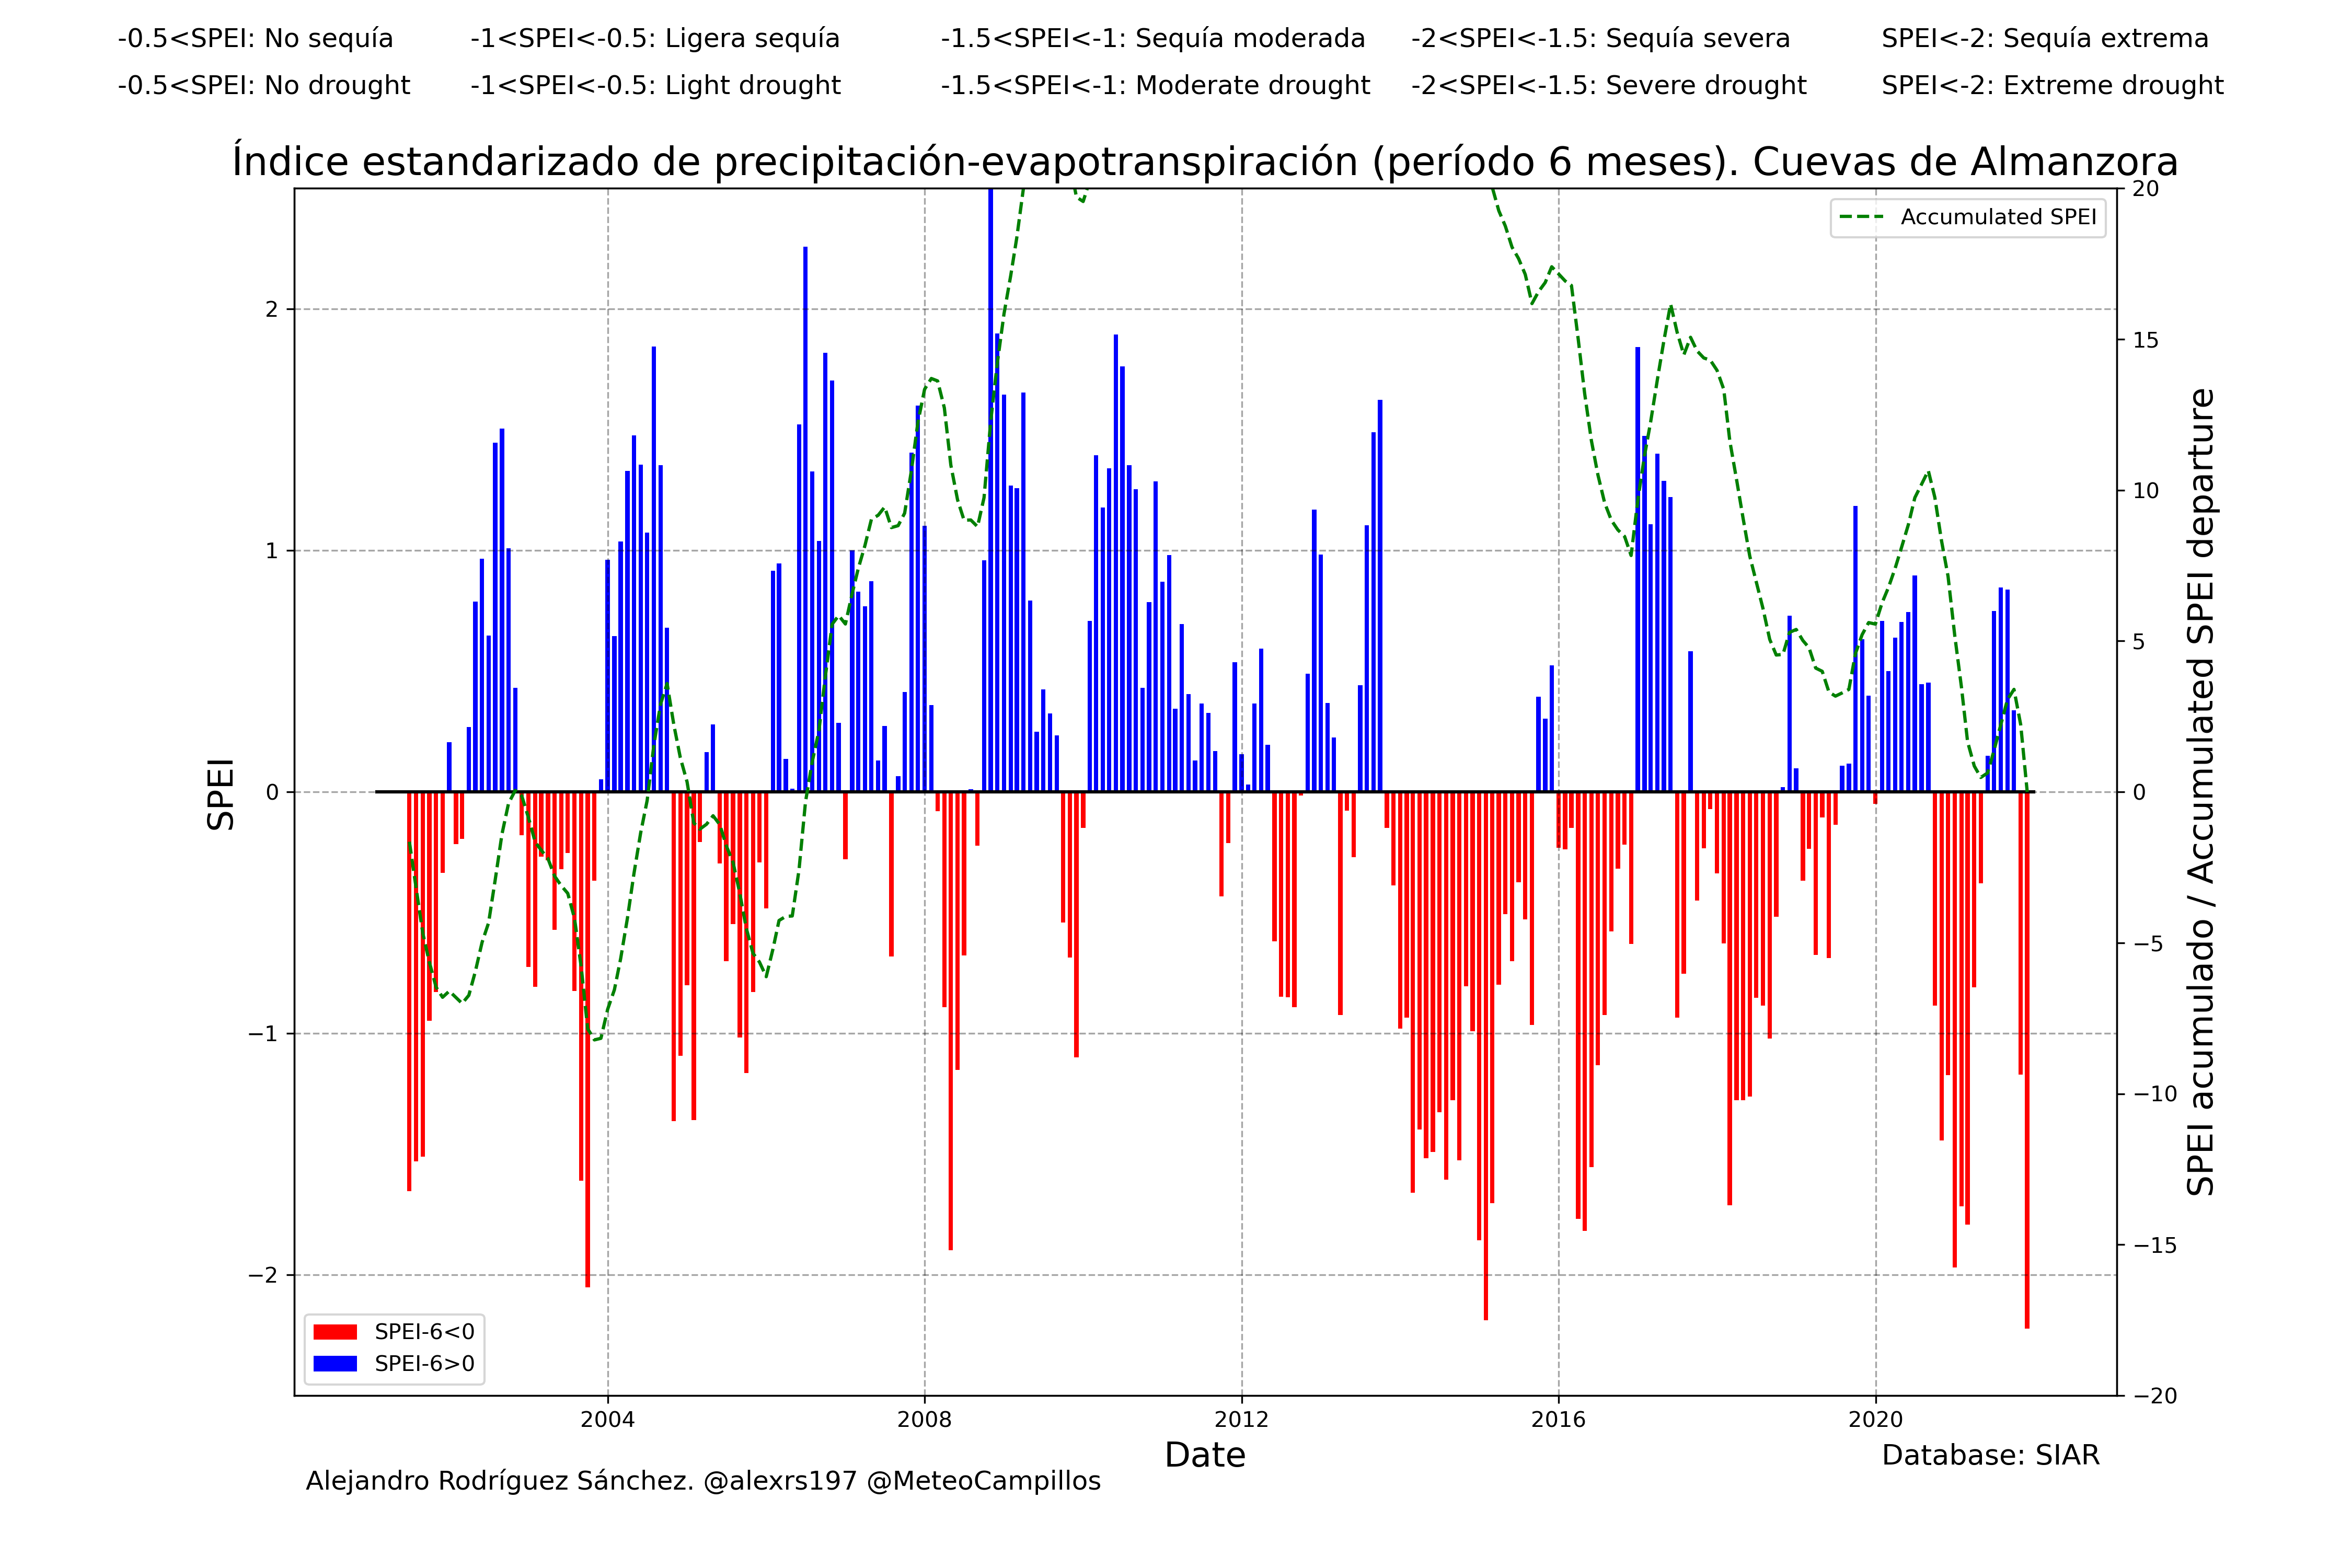 -0.5<SPEI: No sequía -1<SPEI<-0.5: Ligera sequía -1.5<SPEI<-1: Sequía moderada -2<SPEI<-1.5: Sequía severa SPEI<-2: Sequía extrema
-0.5<SPEI: No drought -1<SPEI<-0.5: Light drought -1.5<SPEI<-1: Moderate drought -2<SPEI<-1.5: Severe drought SPEI<-2: Extreme drought
Índice estandarizado de precipitación-evapotranspiración (período 6 meses). Cuevas de Almanzora
Accumulated SPEI
SPEI
2
1
0
−1
−2
20
15
10
5
0
−5
−10
−15
−20
SPEI acumulado / Accumulated SPEI departure
SPEI-6<0
SPEI-6>0
2004 2008 2012 2016 2020
Date
Database: SIAR
Alejandro Rodríguez Sánchez. @alexrs197 @MeteoCampillos